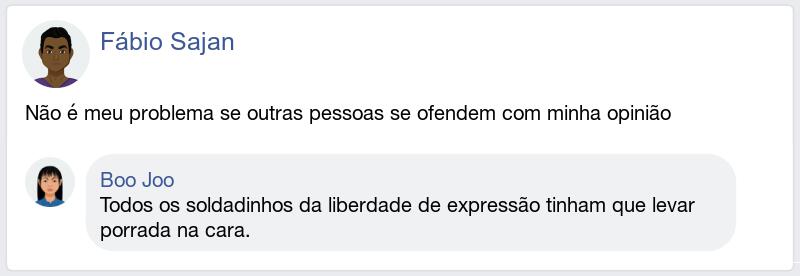 Fábio Sajan
Não é meu problema se outras pessoas se ofendem com minha opinião
Boo Joo
Todos os soldadinhos da liberdade de expressão tinham que levar
porrada na cara.